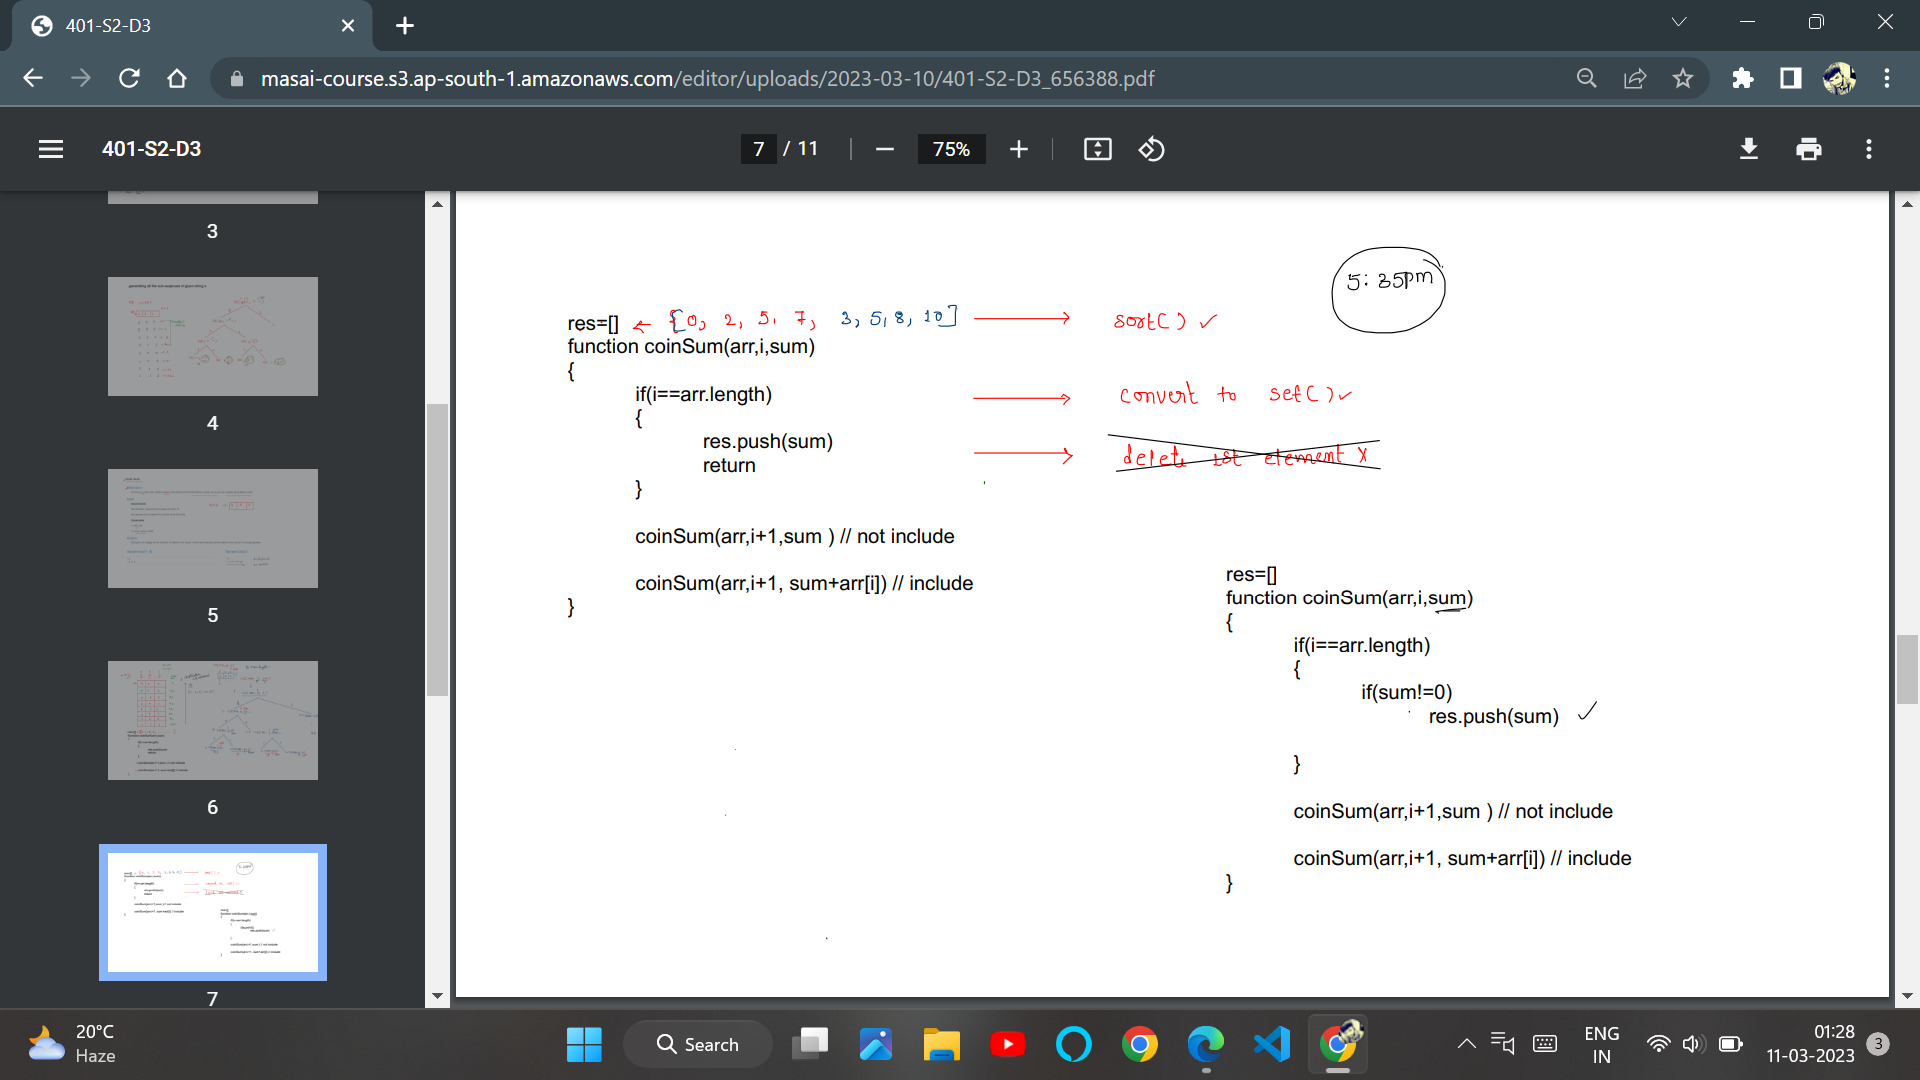 401-S2-D3
masai-course.s3.ap-south-1.amazonaws.com/editor/uploads/2023-03-10/401-S2-D3_656388.pdf
401-S2-D3
7 / 11
75%
3
4
5
6
7
5:35pm
res=[] ← [0, 2, 5, 7, 3, 5, 8, 10] → sort() ✓
function coinSum(arr,i,sum)
{
if(i==arr.length) → convert to set() ✓
{
res.push(sum) → delete 1st element X
return
}
coinSum(arr,i+1,sum ) // not include
coinSum(arr,i+1, sum+arr[i]) // include
}
res=[]
function coinSum(arr,i,sum)
{
if(i==arr.length)
{
if(sum!=0)
res.push(sum) ✓
}
coinSum(arr,i+1,sum ) // not include
coinSum(arr,i+1, sum+arr[i]) // include
}
20°C
Haze
Search
ENG
IN
01:28
11-03-2023
3